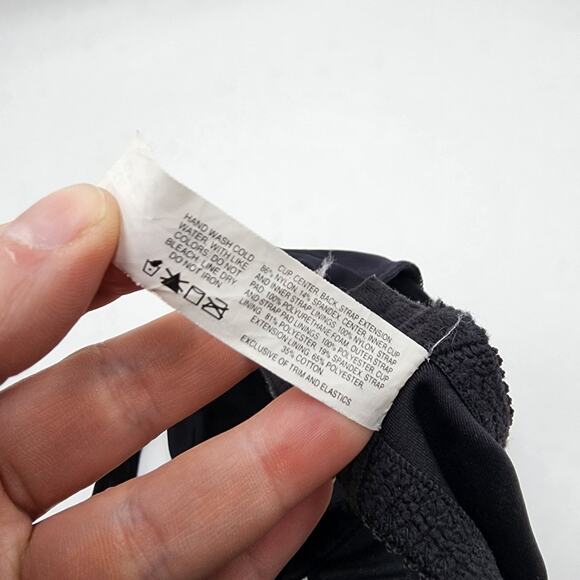 HAND WASH COLD
WATER, WITH LIKE
COLORS, DO NOT
BLEACH, LINE DRY
DO NOT IRON
CUP CENTER, BACK, STRAP EXTENSION,
86% NYLON, 14% SPANDEX, CENTER, INNER CUP
AND INNER STRAP LININGS, 100% NYLON, STRAP
PAD, 100% POLYURETHANE FOAM, OUTER STRAP
AND STRAP PAD LININGS, 100% POLYESTER, CUP
LINING, 81% POLYESTER, 19% SPANDEX, STRAP
EXTENSION LINING, 65% POLYESTER,
35% COTTON.
EXCLUSIVE OF TRIM AND ELASTICS